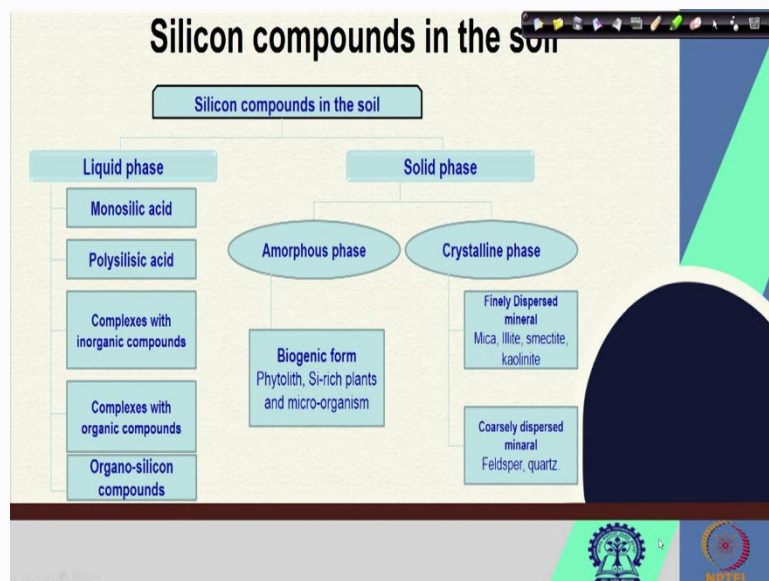 Silicon compounds in the soil
Silicon compounds in the soil
Liquid phase
Monosilic acid
Polysilisic acid
Complexes with
inorganic compounds
Complexes with
organic compounds
Organo-silicon
compounds
Solid phase
Amorphous phase
Biogenic form
Phytolith, Si-rich plants
and micro-organism
Crystalline phase
Finely Dispersed
mineral
Mica, Illite, smectite,
kaolinite
Coarsely dispersed
minaral
Feldsper, quartz.
NPTEL